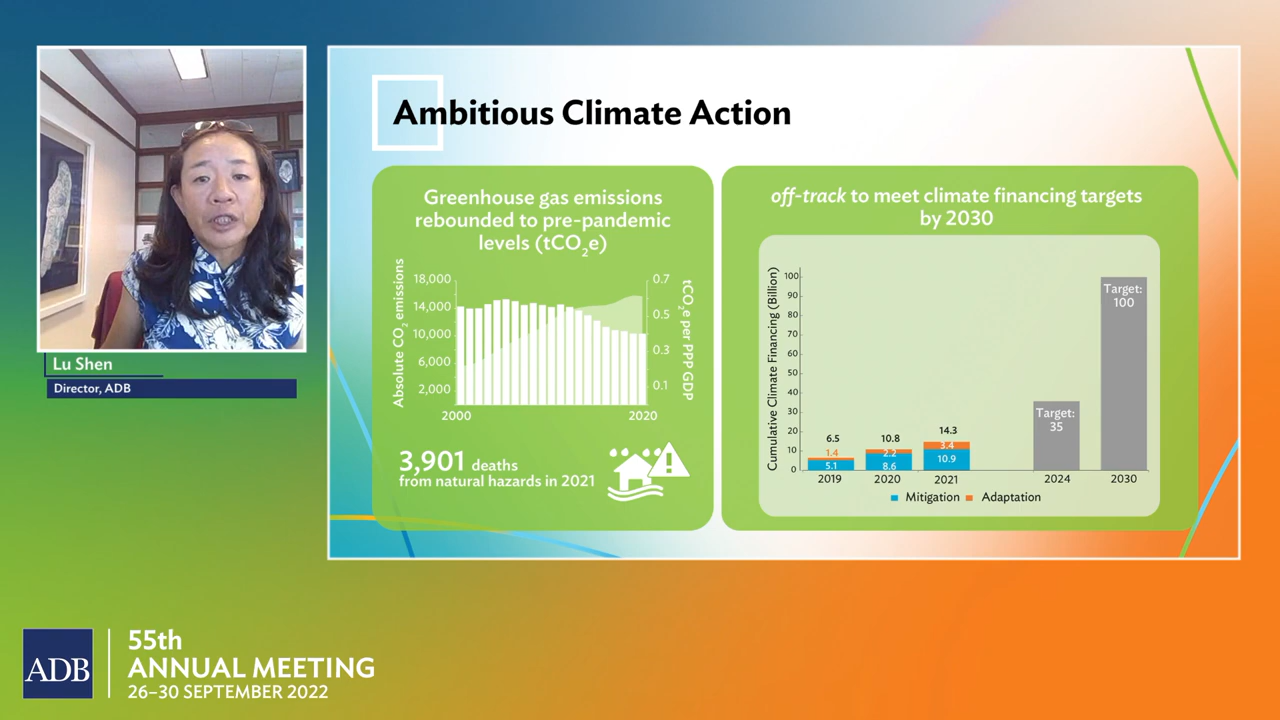 Ambitious Climate Action
Greenhouse gas emissions
rebounded to pre-pandemic
levels (tCO2e)
Absolute CO2 emissions
18,000
14,000
10,000
6,000
2,000
0.7
0.5
0.3
0.1
tCO2e per PPP GDP
2000
2020
3,901 deaths
from natural hazards in 2021
off-track to meet climate financing targets
by 2030
Cumulative Climate Financing (Billion)
100
90
80
70
60
50
40
30
20
10
0
6.5
1.4
5.1
10.8
2.2
8.6
14.3
3.4
10.9
Target:
35
Target:
100
2019
2020
2021
2024
2030
Mitigation
Adaptation
Lu Shen
Director, ADB
ADB
55th
ANNUAL MEETING
26–30 SEPTEMBER 2022